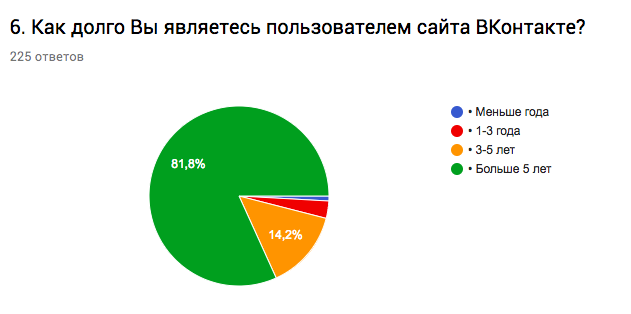 6. Как долго Вы являетесь пользователем сайта ВКонтакте?
225 ответов
• Меньше года
• 1-3 года
• 3-5 лет
• Больше 5 лет
81,8%
14,2%